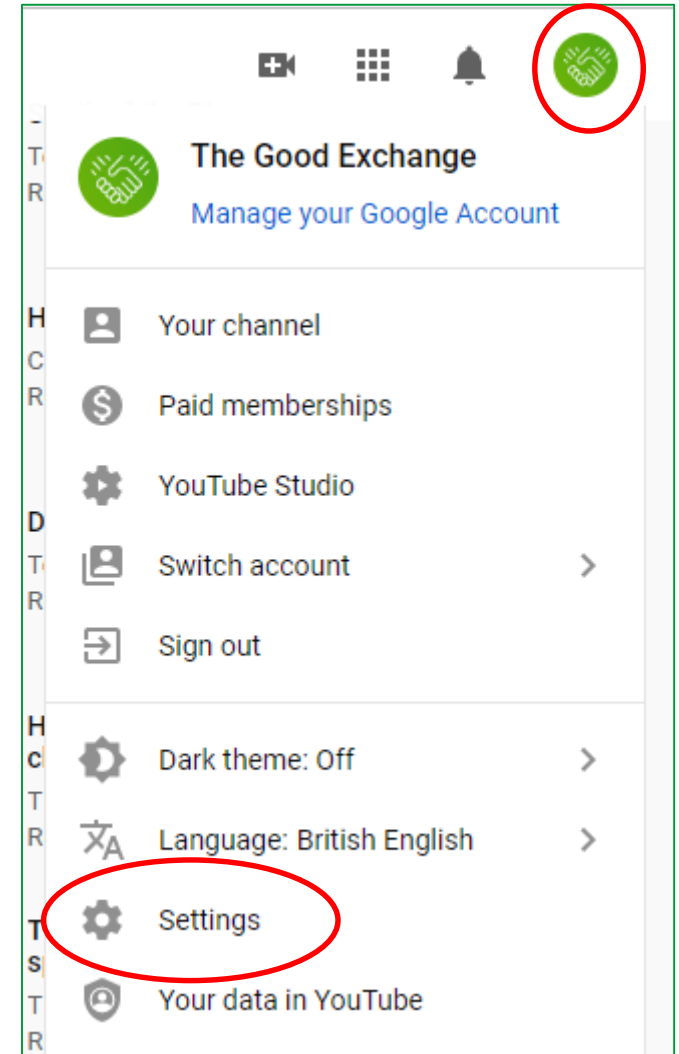 The Good Exchange
Manage your Google Account
Your channel
Paid memberships
YouTube Studio
Switch account
Sign out
Dark theme: Off
Language: British English
Settings
Your data in YouTube